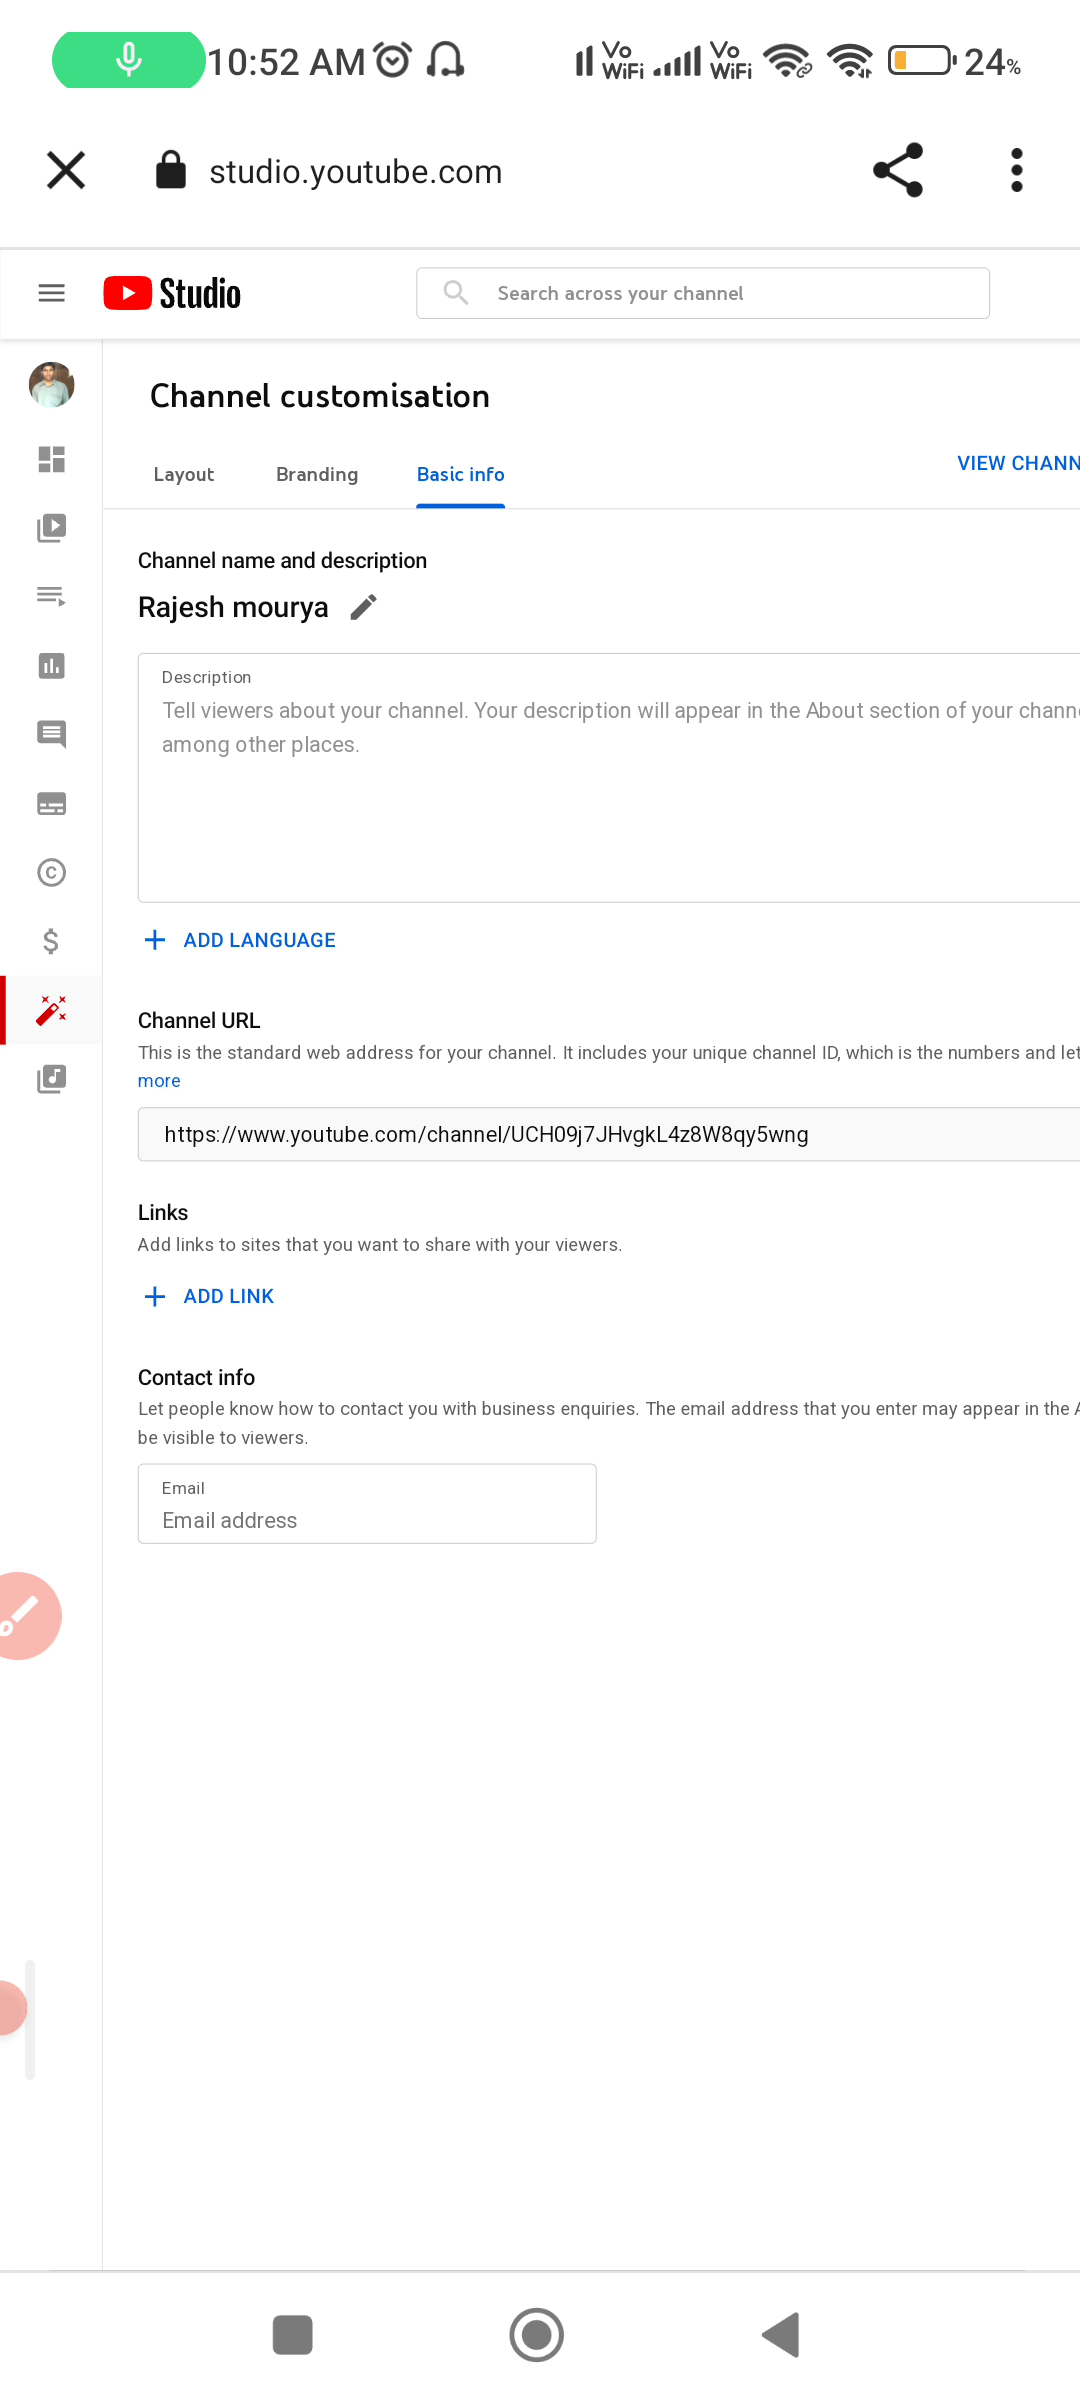 10:52 AM Vo WiFi Vo WiFi 24%
studio.youtube.com
Studio
Search across your channel
Channel customisation
Layout Branding Basic info
VIEW CHANN
Channel name and description
Rajesh mourya
Description
Tell viewers about your channel. Your description will appear in the About section of your channe
among other places.
ADD LANGUAGE
Channel URL
This is the standard web address for your channel. It includes your unique channel ID, which is the numbers and let
more
https://www.youtube.com/channel/UCH09j7JHvgkL4z8W8qy5wng
Links
Add links to sites that you want to share with your viewers.
ADD LINK
Contact info
Let people know how to contact you with business enquiries. The email address that you enter may appear in the A
be visible to viewers.
Email
Email address